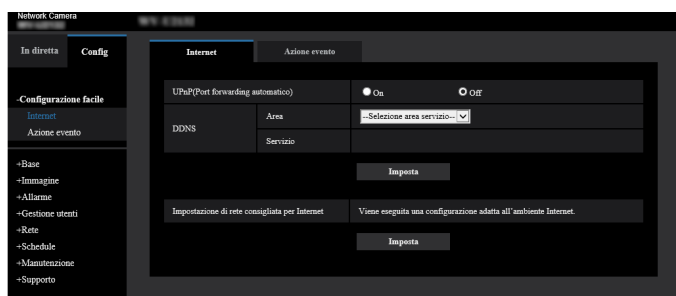 Network Camera
In diretta
Config
-Configurazione facile
Internet
Azione evento
+Base
+Immagine
+Allarme
+Gestione utenti
+Rete
+Schedule
+Manutenzione
+Supporto
Internet
Azione evento
UPnP(Port forwarding automatico)
On
Off
DDNS
Area
--Selezione area servizio--
Servizio
Imposta
Impostazione di rete consigliata per Internet
Viene eseguita una configurazione adatta all'ambiente Internet.
Imposta